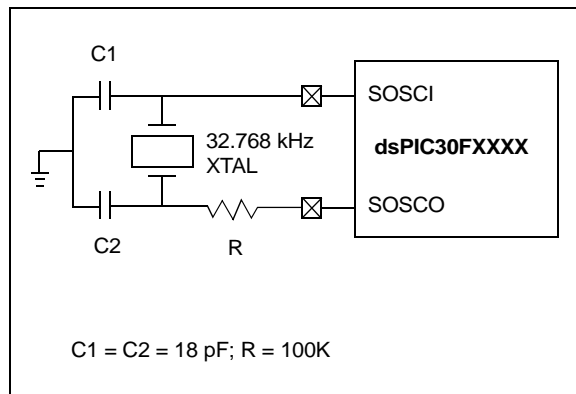 C1
SOSCI
32.768 kHz
XTAL
dsPIC30FXXXX
SOSCO
C2
R
C1 = C2 = 18 pF; R = 100K